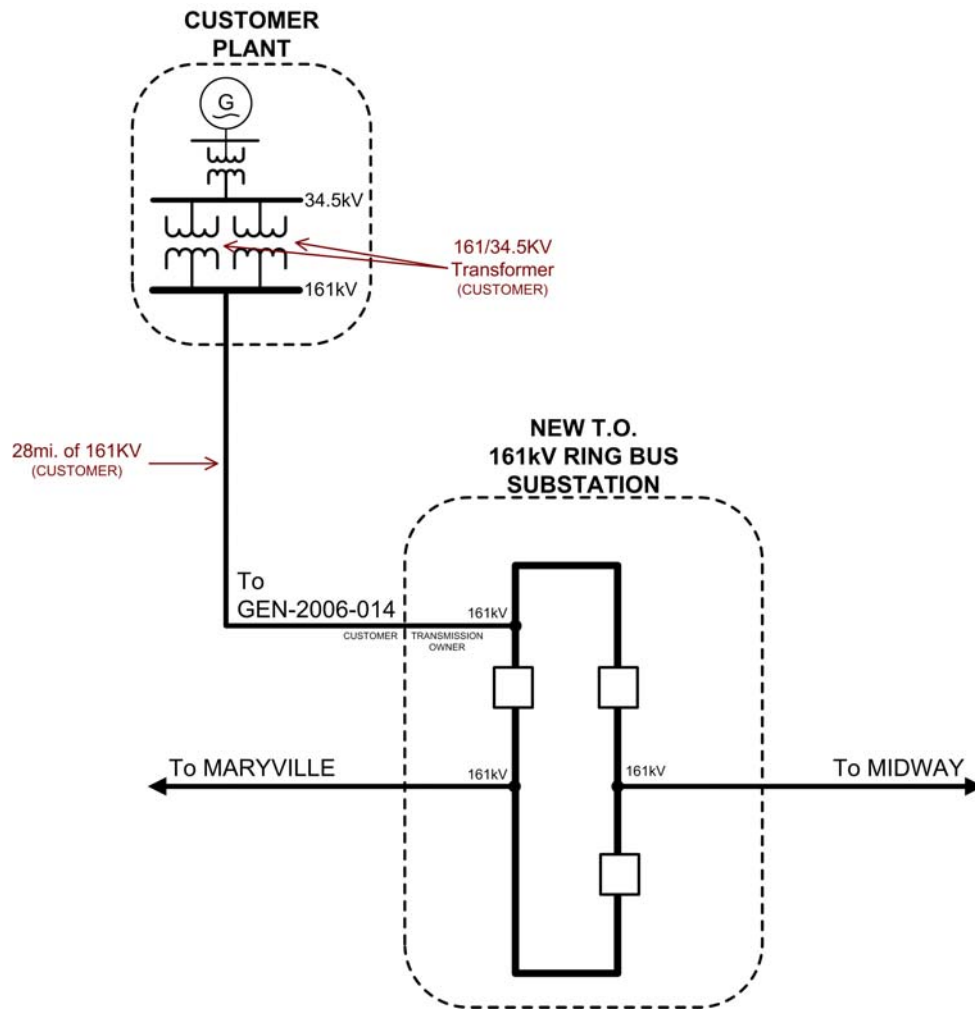 CUSTOMER
PLANT
G
34.5kV
161/34.5KV
Transformer
(CUSTOMER)
161kV
28mi. of 161KV
(CUSTOMER)
NEW T.O.
161kV RING BUS
SUBSTATION
To
GEN-2006-014
161kV
CUSTOMER
TRANSMISSION
OWNER
To MARYVILLE
161kV
161kV
To MIDWAY